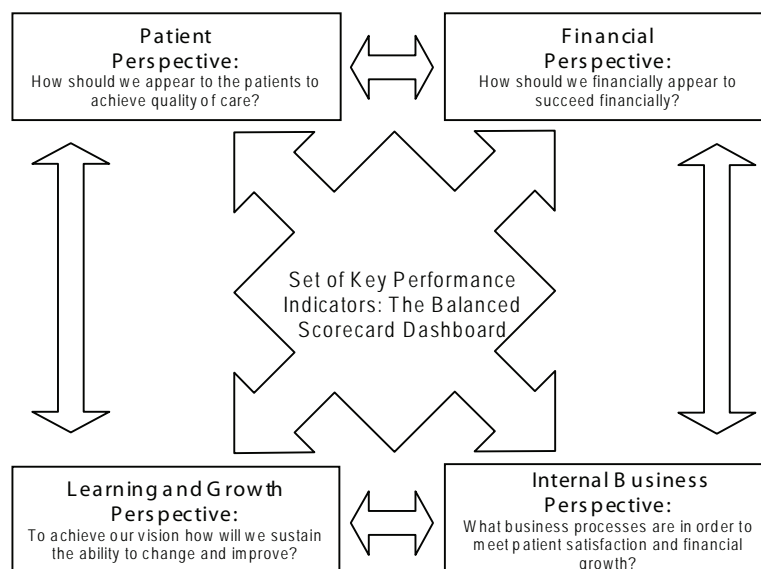 Patient
Perspective:
How should we appear to the patients to
achieve quality of care?
Financial
Perspective:
How should we financially appear to
succeed financially?
Set of Key Performance
Indicators: The Balanced
Scorecard Dashboard
Learning and Growth
Perspective:
To achieve our vision how will we sustain
the ability to change and improve?
Internal Business
Perspective:
What business processes are in order to
meet patient satisfaction and financial
growth?